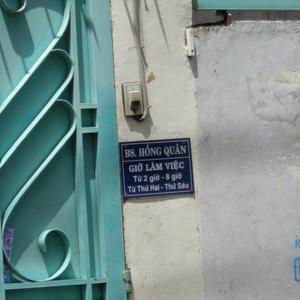 BS. HỒNG QUÂN
GIỜ LÀM VIỆC
Từ 2 giờ - 8 giờ
Từ Thứ Hai - Thứ Sáu